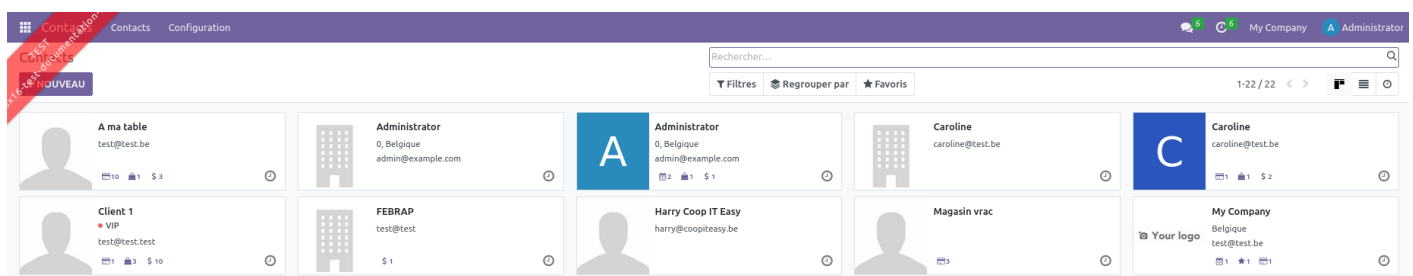 Contacts Contacts Configuration 6 6 My Company A Administrator
TEST
x16-test-documentation-
Contacts
Rechercher...
NOUVEAU
Filtres Regrouper par Favoris
1-22 / 22
A ma table
test@test.be
10 1 $ 3
Administrator
0, Belgique
admin@example.com
A
Administrator
0, Belgique
admin@example.com
2 1 $ 1
Caroline
caroline@test.be
C
Caroline
caroline@test.be
1 1 $ 2
Client 1
VIP
test@test.test
1 3 $ 10
FEBRAP
test@test
$ 1
Harry Coop IT Easy
harry@coopiteasy.be
Magasin vrac
3
Your logo
My Company
Belgique
test@test.be
1 1 1